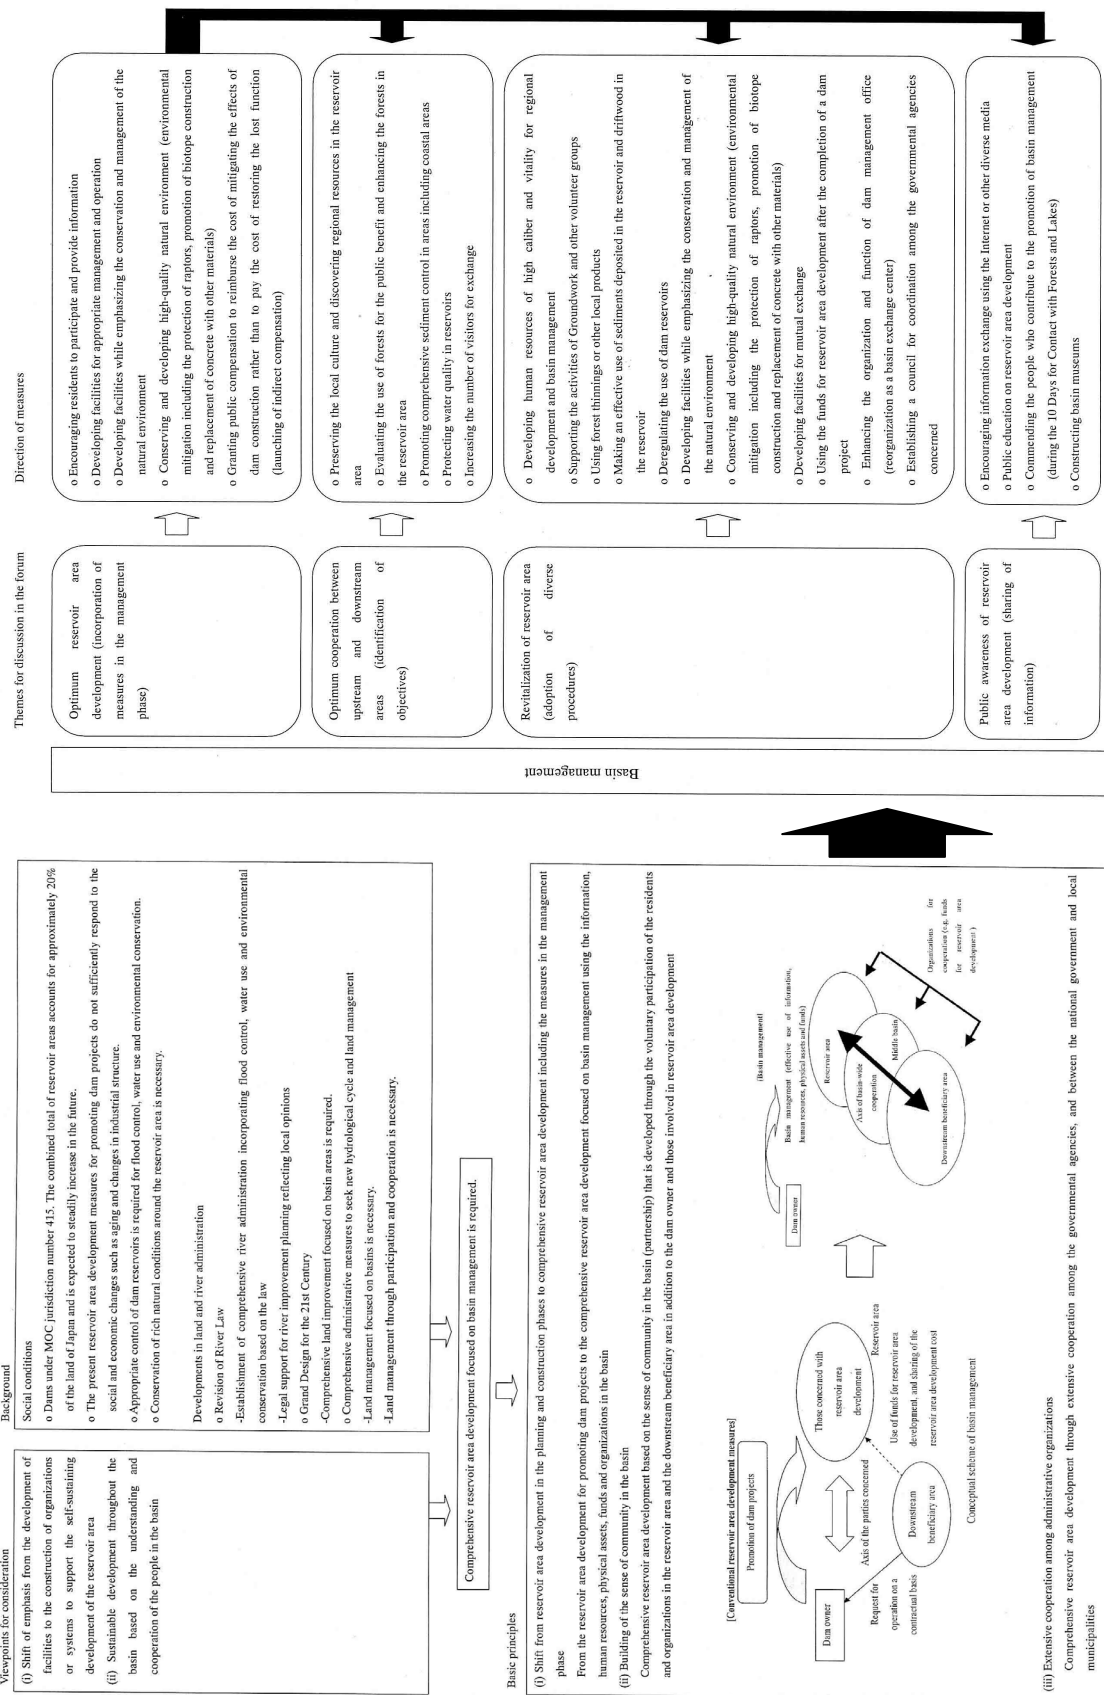 Viewpoints for consideration
(i) Shift of emphasis from the development of
facilities to the construction of organizations
or systems to support the self-sustaining
development of the reservoir area
(ii) Sustainable development throughout the
basin based on the understanding and
cooperation of the people in the basin
Background
Social conditions
o Dams under MOC jurisdiction number 415. The combined total of reservoir areas accounts for approximately 20%
of the land of Japan and is expected to steadily increase in the future.
o The present reservoir area development measures for promoting dam projects do not sufficiently respond to the
social and economic changes such as aging and changes in industrial structure.
o Appropriate control of dam reservoirs is required for flood control, water use and environmental conservation.
o Conservation of rich natural conditions around the reservoir area is necessary.
Developments in land and river administration
o Revision of River Law
-Establishment of comprehensive river administration incorporating flood control, water use and environmental
conservation based on the law
-Legal support for river improvement planning reflecting local opinions
o Grand Design for the 21st Century
-Comprehensive land improvement focused on basin areas is required.
o Comprehensive administrative measures to seek new hydrological cycle and land management
-Land management focused on basins is necessary.
-Land management through participation and cooperation is necessary.
Comprehensive reservoir area development focused on basin management is required.
Basic principles
(i) Shift from reservoir area development in the planning and construction phases to comprehensive reservoir area development including the measures in the management
phase
From the reservoir area development for promoting dam projects to the comprehensive reservoir area development focused on basin management using the information,
human resources, physical assets, funds and organizations in the basin
(ii) Building of the sense of community in the basin
Comprehensive reservoir area development based on the sense of community in the basin (partnership) that is developed through the voluntary participation of the residents
and organizations in the reservoir area and the downstream beneficiary area in addition to the dam owner and those involved in reservoir area development
[Conventional reservoir area development measures]
Promotion of dam projects
Dam owner
Those concerned with
reservoir area
development
Reservoir area
Axis of the parties concerned
Request for
operation on a
contractual basis
Downstream
beneficiary area
Use of funds for reservoir area
development, and sharing of the
reservoir area development cost
Conceptual scheme of basin management
(Basin management)
Basin management (effective use of information,
human resources, physical assets and funds)
Dam owner
Reservoir area
Axis of basin-wide
cooperation
Middle basin
Downstream beneficiary area
Organizations for
cooperation (e.g. funds
for reservoir area
development )
(iii) Extensive cooperation among administrative organizations
Comprehensive reservoir area development through extensive cooperation among the governmental agencies, and between the national government and local
municipalities
Basin management
Themes for discussion in the forum
Optimum reservoir area
development (incorporation of
measures in the management
phase)
Optimum cooperation between
upstream and downstream
areas (identification of
objectives)
Revitalization of reservoir area
(adoption of diverse
procedures)
Public awareness of reservoir
area development (sharing of
information)
Direction of measures
o Encouraging residents to participate and provide information
o Developing facilities for appropriate management and operation
o Developing facilities while emphasizing the conservation and management of the
natural environment
o Conserving and developing high-quality natural environment (environmental
mitigation including the protection of raptors, promotion of biotope construction
and replacement of concrete with other materials)
o Granting public compensation to reimburse the cost of mitigating the effects of
dam construction rather than to pay the cost of restoring the lost function
(launching of indirect compensation)
o Preserving the local culture and discovering regional resources in the reservoir
area
o Evaluating the use of forests for the public benefit and enhancing the forests in
the reservoir area
o Promoting comprehensive sediment control in areas including coastal areas
o Protecting water quality in reservoirs
o Increasing the number of visitors for exchange
o Developing human resources of high caliber and vitality for regional
development and basin management
o Supporting the activities of Groundwork and other volunteer groups
o Using forest thinnings or other local products
o Making an effective use of sediments deposited in the reservoir and driftwood in
the reservoir
o Deregulating the use of dam reservoirs
o Developing facilities while emphasizing the conservation and management of
the natural environment
o Conserving and developing high-quality natural environment (environmental
mitigation including the protection of raptors, promotion of biotope
construction and replacement of concrete with other materials)
o Developing facilities for mutual exchange
o Using the funds for reservoir area development after the completion of a dam
project
o Enhancing the organization and function of dam management office
(reorganization as a basin exchange center)
o Establishing a council for coordination among the governmental agencies
concerned
o Encouraging information exchange using the Internet or other diverse media
o Public education on reservoir area development
o Commending the people who contribute to the promotion of basin management
(during the 10 Days for Contact with Forests and Lakes)
o Constructing basin museums